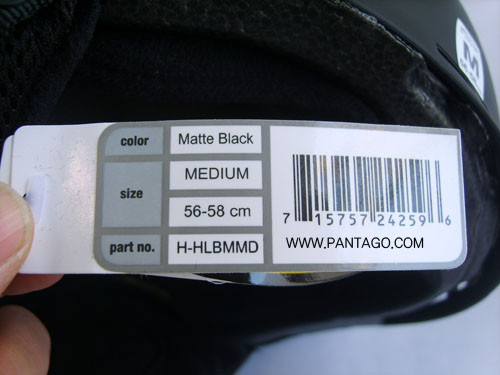 color Matte Black
size MEDIUM
56-58 cm
part no. H-HLBMMD
7 15757 24259 6
WWW.PANTAGO.COM
M